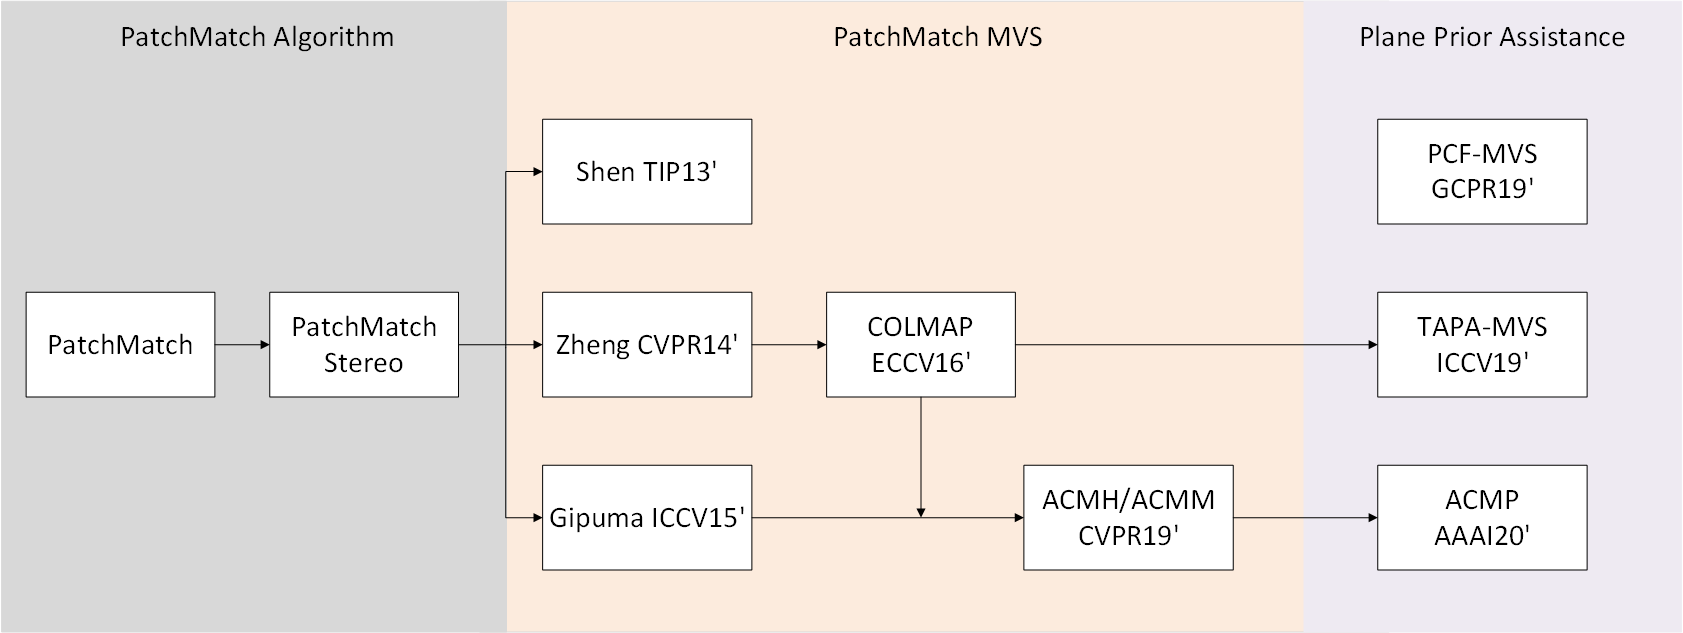 PatchMatch Algorithm
PatchMatch MVS
Plane Prior Assistance
Shen TIP13'
PCF-MVS
GCPR19'
PatchMatch
PatchMatch
Stereo
Zheng CVPR14'
COLMAP
ECCV16'
TAPA-MVS
ICCV19'
Gipuma ICCV15'
ACMH/ACMM
CVPR19'
ACMP
AAAI20'